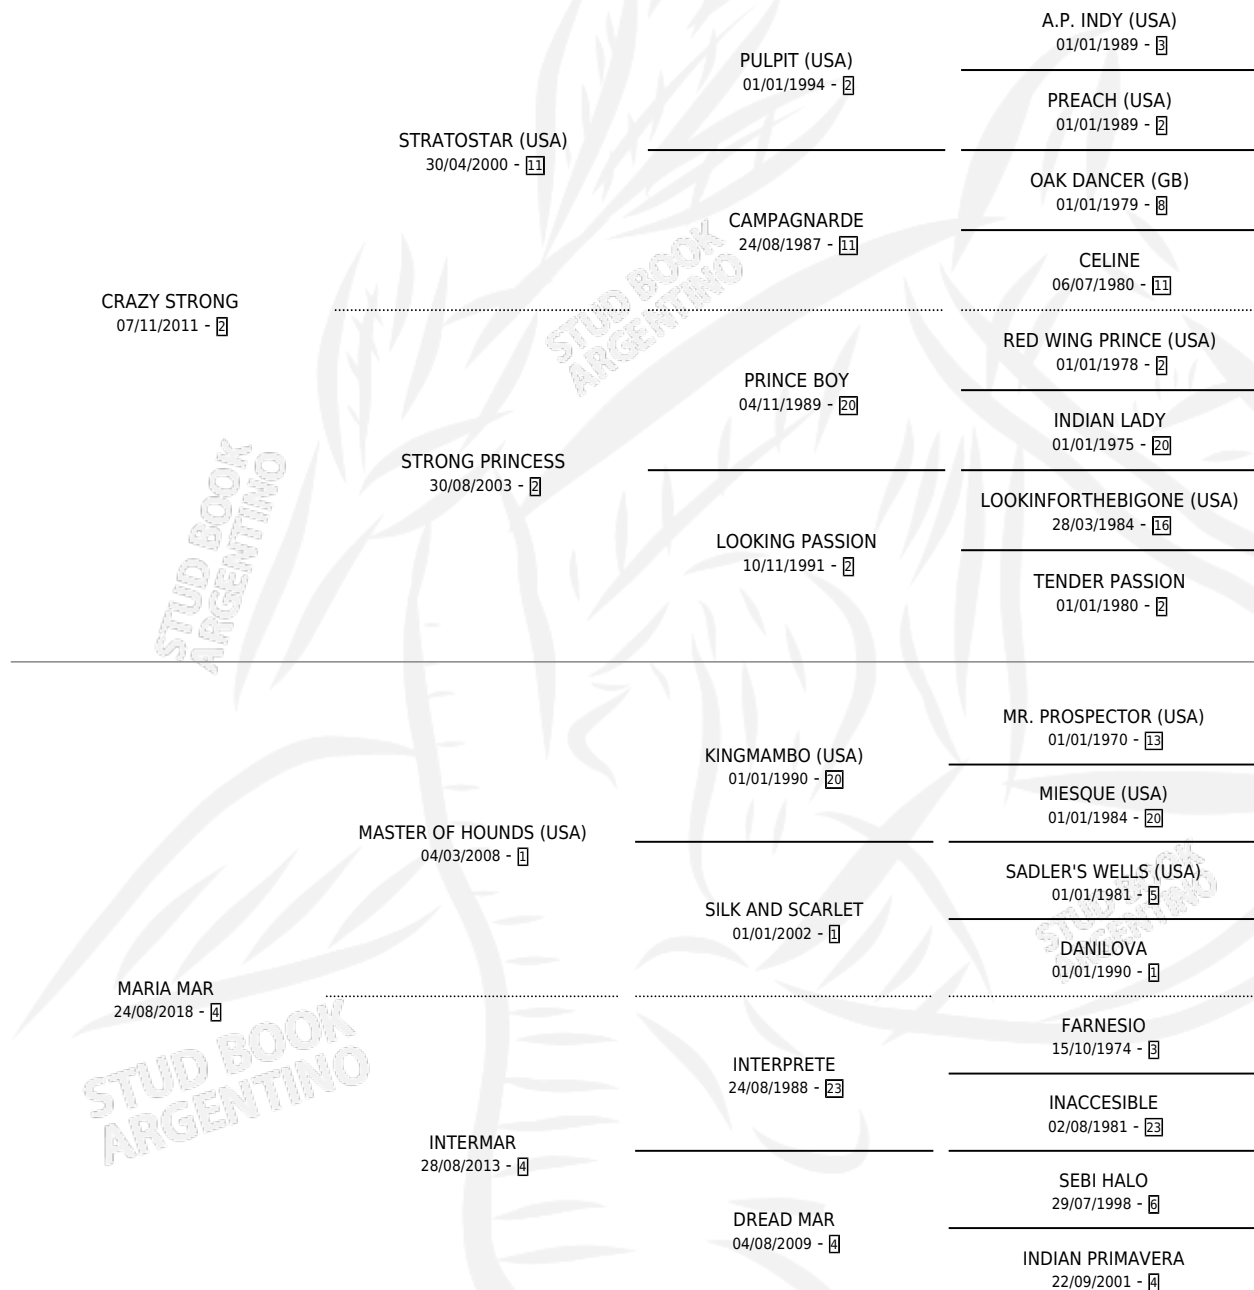 A.P. INDY (USA)
01/01/1989 - 3
PULPIT (USA)
01/01/1994 - 2
PREACH (USA)
01/01/1989 - 2
STRATOSTAR (USA)
30/04/2000 - 11
OAK DANCER (GB)
01/01/1979 - 8
CAMPAGNARDE
24/08/1987 - 11
CELINE
06/07/1980 - 11
CRAZY STRONG
07/11/2011 - 2
RED WING PRINCE (USA)
01/01/1978 - 2
PRINCE BOY
04/11/1989 - 20
INDIAN LADY
01/01/1975 - 20
STRONG PRINCESS
30/08/2003 - 2
LOOKINFORTHEBIGONE (USA)
28/03/1984 - 16
LOOKING PASSION
10/11/1991 - 2
TENDER PASSION
01/01/1980 - 2
MR. PROSPECTOR (USA)
01/01/1970 - 13
KINGMAMBO (USA)
01/01/1990 - 20
MIESQUE (USA)
01/01/1984 - 20
MASTER OF HOUNDS (USA)
04/03/2008 - 1
SADLER'S WELLS (USA)
01/01/1981 - 5
SILK AND SCARLET
01/01/2002 - 1
DANILOVA
01/01/1990 - 1
MARIA MAR
24/08/2018 - 4
FARNESIO
15/10/1974 - 3
INTERPRETE
24/08/1988 - 23
INACCESIBLE
02/08/1981 - 23
INTERMAR
28/08/2013 - 4
SEBI HALO
29/07/1998 - 6
DREAD MAR
04/08/2009 - 4
INDIAN PRIMAVERA
22/09/2001 - 4
STUD BOOK
ARGENTINO
STUD BOOK
ARGENTINO
STUD BOOK
ARGENTINO
STUD BOOK
ARGENTINO